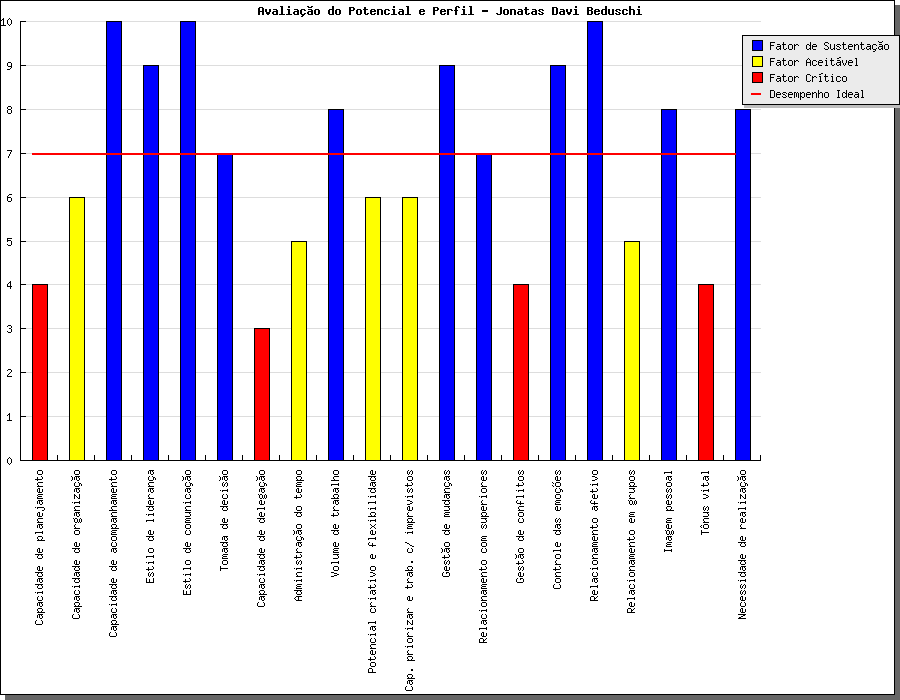 Avaliação do Potencial e Perfil - Jonatas Davi Beduschi
10
9
8
7
6
5
4
3
2
1
0
Fator de Sustentação
Fator Aceitável
Fator Crítico
Desempenho Ideal
Capacidade de planejamento
Capacidade de organização
Capacidade de acompanhamento
Estilo de liderança
Estilo de comunicação
Tomada de decisão
Capacidade de delegação
Administração do tempo
Volume de trabalho
Potencial criativo e flexibilidade
Cap. priorizar e trab. c/ imprevistos
Gestão de mudanças
Relacionamento com superiores
Gestão de conflitos
Controle das emoções
Relacionamento afetivo
Relacionamento em grupos
Imagem pessoal
Tônus vital
Necessidade de realização